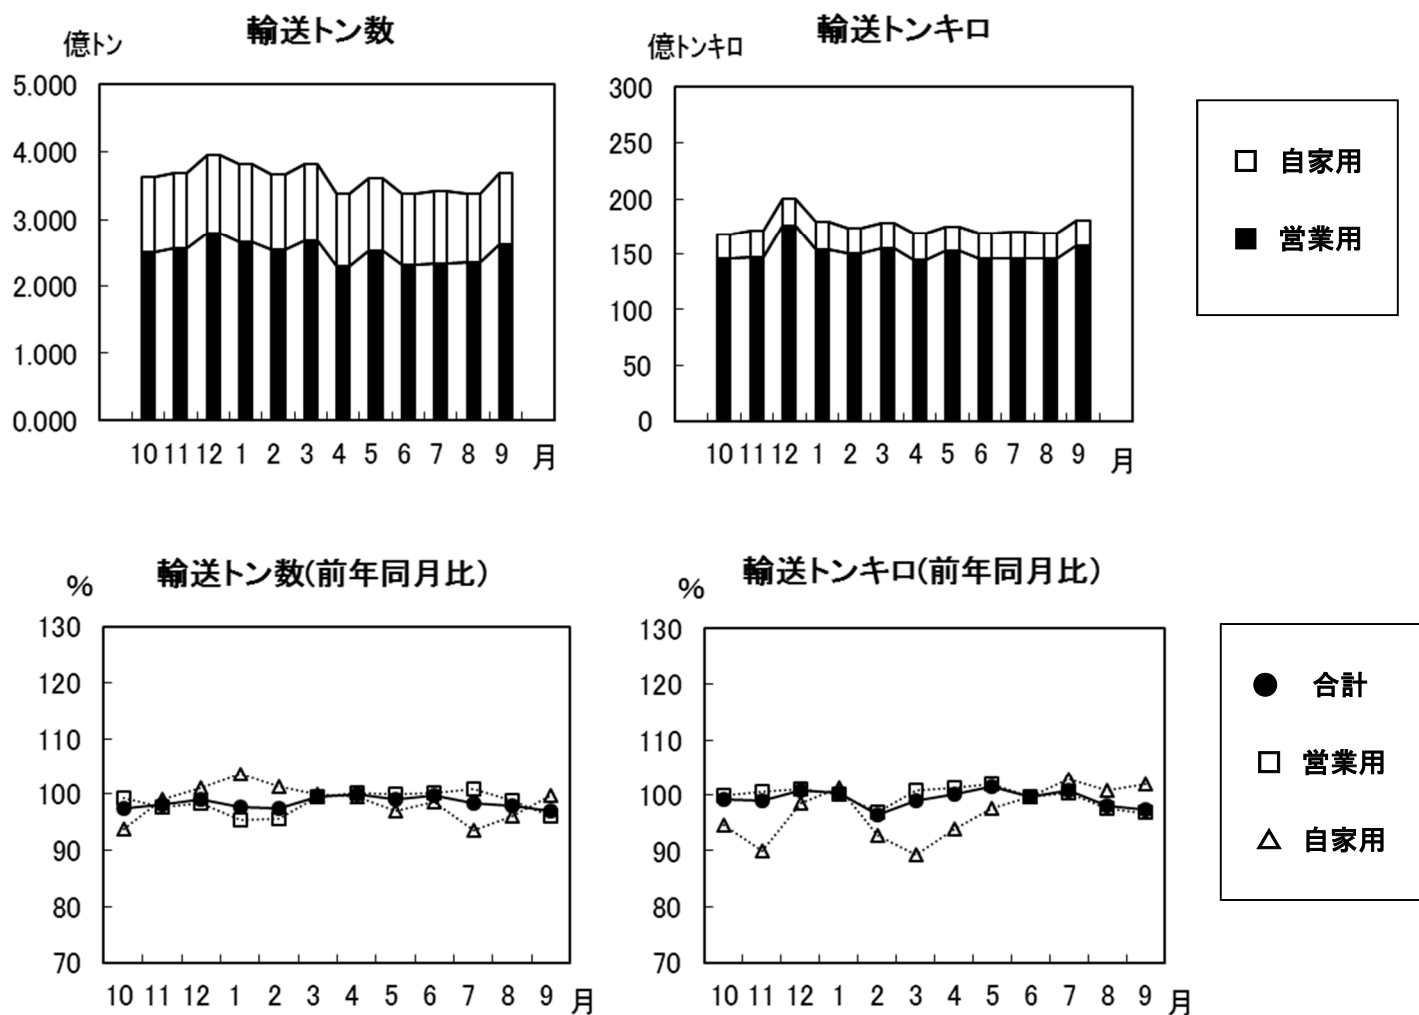 輸送トン数
億トン
5.000
4.000
3.000
2.000
1.000
0.000
10 11 12 1 2 3 4 5 6 7 8 9 月
輸送トンキロ
億トンキロ
300
250
200
150
100
50
0
10 11 12 1 2 3 4 5 6 7 8 9 月
自家用
営業用
輸送トン数(前年同月比)
%
130
120
110
100
90
80
70
10 11 12 1 2 3 4 5 6 7 8 9 月
輸送トンキロ(前年同月比)
%
130
120
110
100
90
80
70
10 11 12 1 2 3 4 5 6 7 8 9 月
合計
営業用
自家用